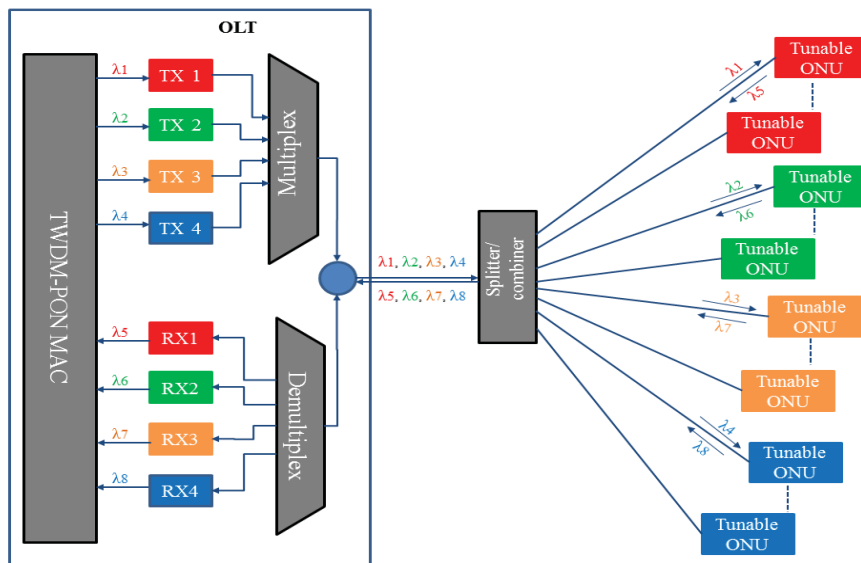 OLT
TWDM-PON MAC
λ1
TX 1
λ2
TX 2
λ3
TX 3
λ4
TX 4
Multiplex
λ5
RX1
λ6
RX2
λ7
RX3
λ8
RX4
Demultiplex
λ1, λ2, λ3, λ4
λ5, λ6, λ7, λ8
Splitter/
combiner
λ1
λ5
Tunable
ONU
Tunable
ONU
λ2
λ6
Tunable
ONU
Tunable
ONU
λ3
λ7
Tunable
ONU
Tunable
ONU
λ4
λ8
Tunable
ONU
Tunable
ONU